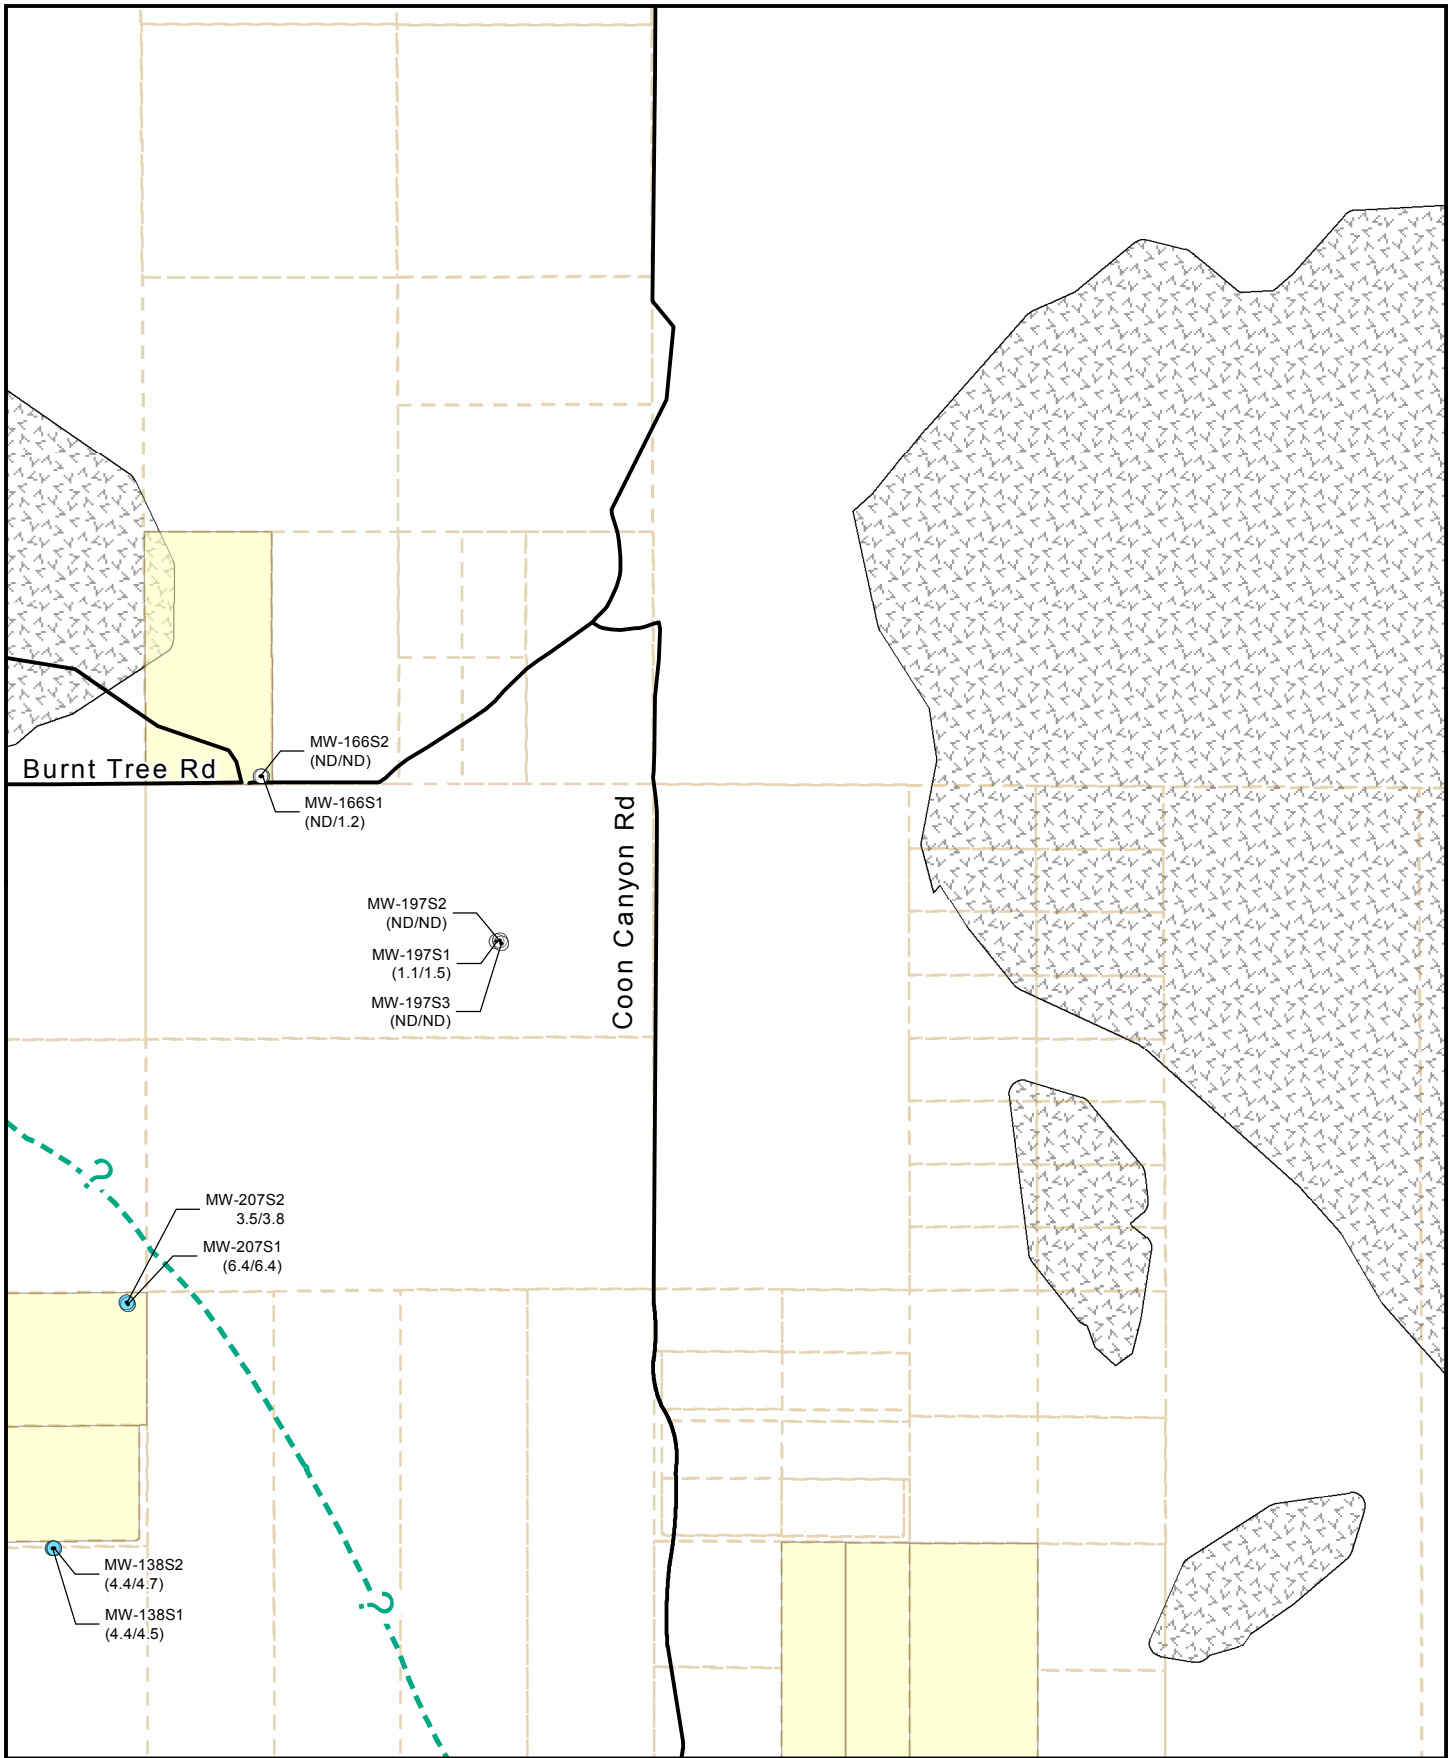 MW-166S2
(ND/ND)
Burnt Tree Rd
MW-166S1
(ND/1.2)
Coon Canyon Rd
MW-197S2
(ND/ND)
MW-197S1
(1.1/1.5)
MW-197S3
(ND/ND)
?
MW-207S2
3.5/3.8
MW-207S1
(6.4/6.4)
MW-138S2
(4.4/4.7)
?
MW-138S1
(4.4/4.5)